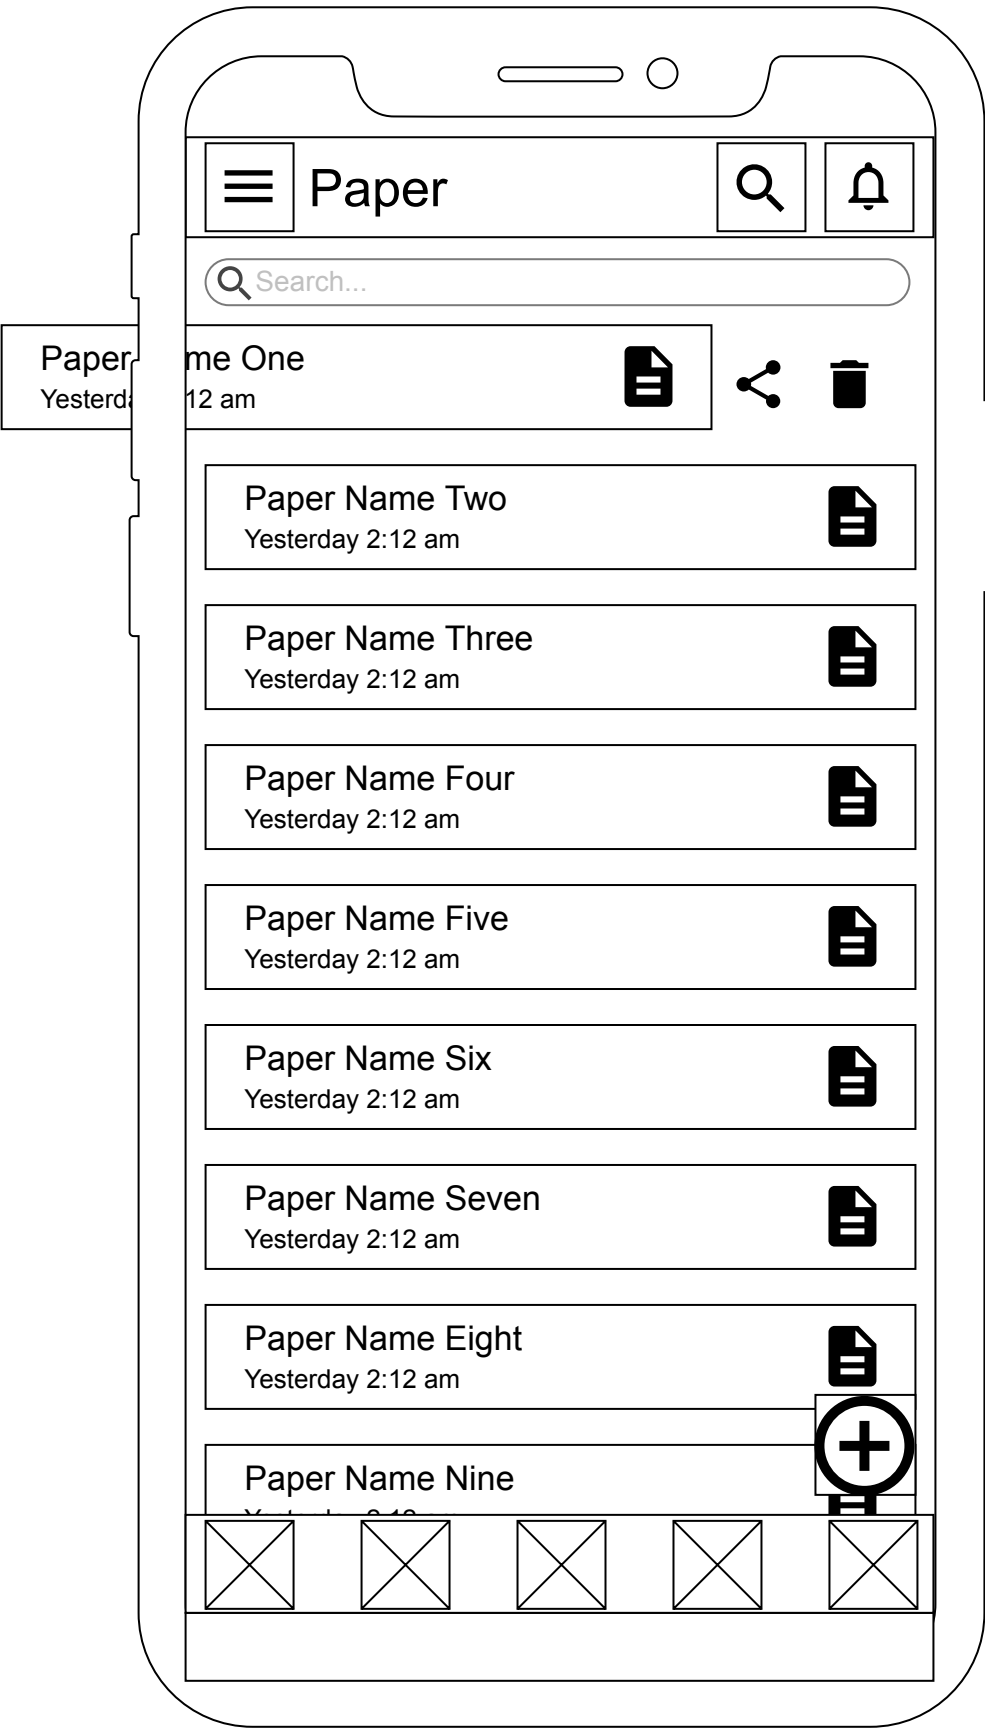 Paper
Search...
Paper me One
Yesterd 12 am
Paper Name Two
Yesterday 2:12 am
Paper Name Three
Yesterday 2:12 am
Paper Name Four
Yesterday 2:12 am
Paper Name Five
Yesterday 2:12 am
Paper Name Six
Yesterday 2:12 am
Paper Name Seven
Yesterday 2:12 am
Paper Name Eight
Yesterday 2:12 am
Paper Name Nine